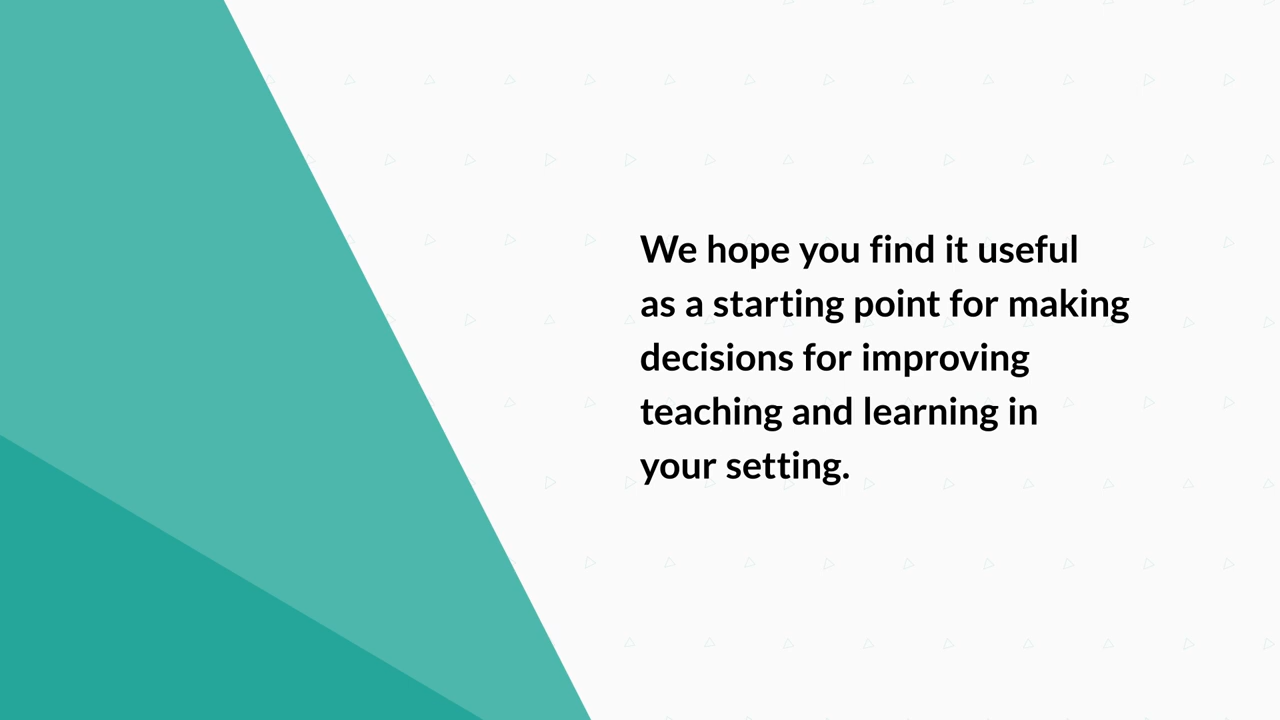 We hope you find it useful
as a starting point for making
decisions for improving
teaching and learning in
your setting.